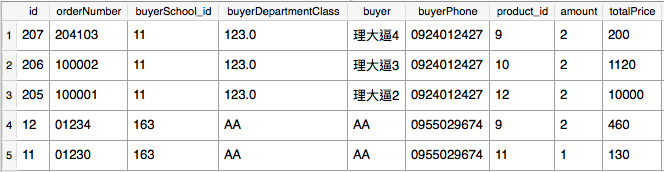 id orderNumber buyerSchool_id buyerDepartmentClass buyer buyerPhone product_id amount totalPrice
1 207 204103 11 123.0 理大逼4 0924012427 9 2 200
2 206 100002 11 123.0 理大逼3 0924012427 10 2 1120
3 205 100001 11 123.0 理大逼2 0924012427 12 2 10000
4 12 01234 163 AA AA 0955029674 9 2 460
5 11 01230 163 AA AA 0955029674 11 1 130